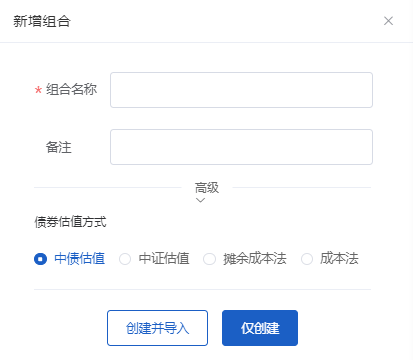 新增组合
* 组合名称
备注
高级
债券估值方式
中债估值 中证估值 摊余成本法 成本法
创建并导入 仅创建